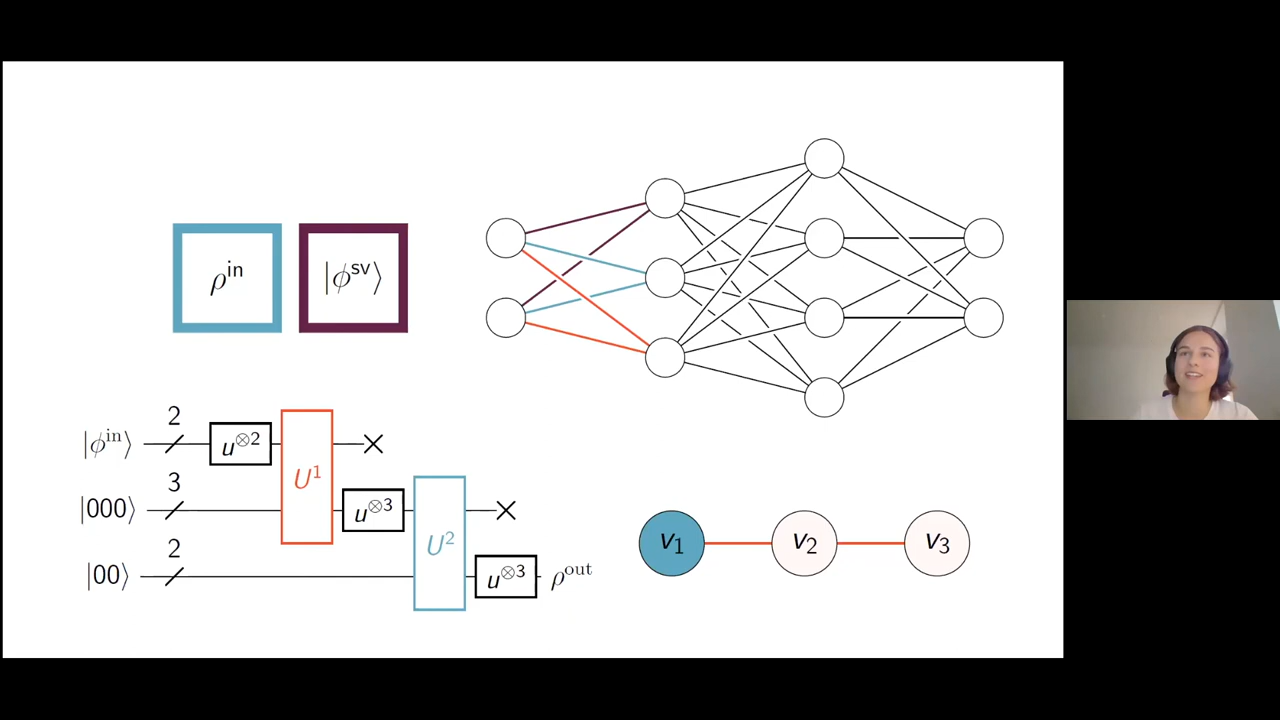 ρ^in |ϕ^sv⟩
2
|ϕ^in⟩ u^⊗2 U^1
3
|000⟩ u^⊗3 U^2
2
|00⟩ u^⊗3 ρ^out
v_1 v_2 v_3